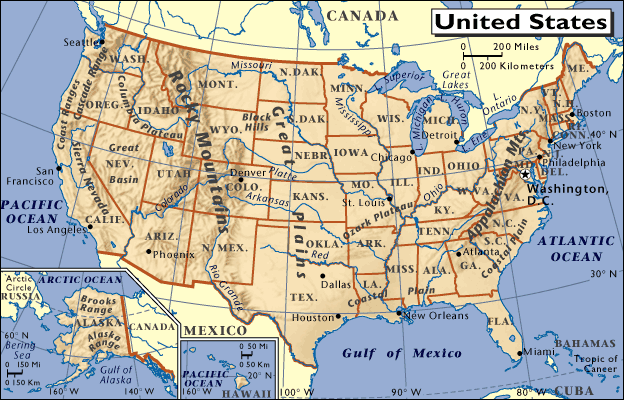 United States
0 200 Miles
0 200 Kilometers
CANADA
Seattle
WASH.
Cascade Range
Coast Ranges
Columbia Plateau
OREG.
IDAHO
MONT.
Missouri
N.DAK.
MINN.
L. Superior
Great
Lakes
L. Michigan
L. Huron
L.
Ontario
L. Erie
ME.
VT.
N.H.
N.Y.
MASS.
Boston
R.I.
CONN.
40° N
New York
N.J.
Philadelphia
DEL.
MD.
PA.
Washington,
D.C.
Rocky Mountains
WYO.
Black
Hills
Great Plains
S.DAK.
Mississippi
WIS.
MICH.
Detroit
IOWA
Chicago
NEBR.
Platte
Great
Basin
NEV.
UTAH
Denver
COLO.
Colorado
Arkansas
KANS.
MO.
ILL.
IND.
OHIO
Ohio
W.VA.
VA.
Appalachian Mts.
St. Louis
KY.
Ozark Plateau
TENN.
N.C.
S.C.
Coastal Plain
San
Francisco
Sierra Nevada
CALIF.
PACIFIC
OCEAN
Los Angeles
ARIZ.
Phoenix
N. MEX.
OKLA.
Red
ARK.
MISS.
ALA.
GA.
Atlanta
ATLANTIC
OCEAN
30° N
Rio Grande
TEX.
Dallas
LA.
Coastal Plain
Houston
New Orleans
FLA.
Miami
MEXICO
Gulf of Mexico
BAHAMAS
Tropic of
Cancer
CUBA
100° W
90° W
80° W
Arctic
Circle
ARCTIC OCEAN
RUSSIA
Brooks
Range
ALASKA
Alaska
Range
CANADA
60° N
Bering
Sea
0 150 Mi
0 150 Km
Gulf of
Alaska
160° W
140° W
0 50 Mi
0 50 Km
PACIFIC
OCEAN
20° N
HAWAII
160° W